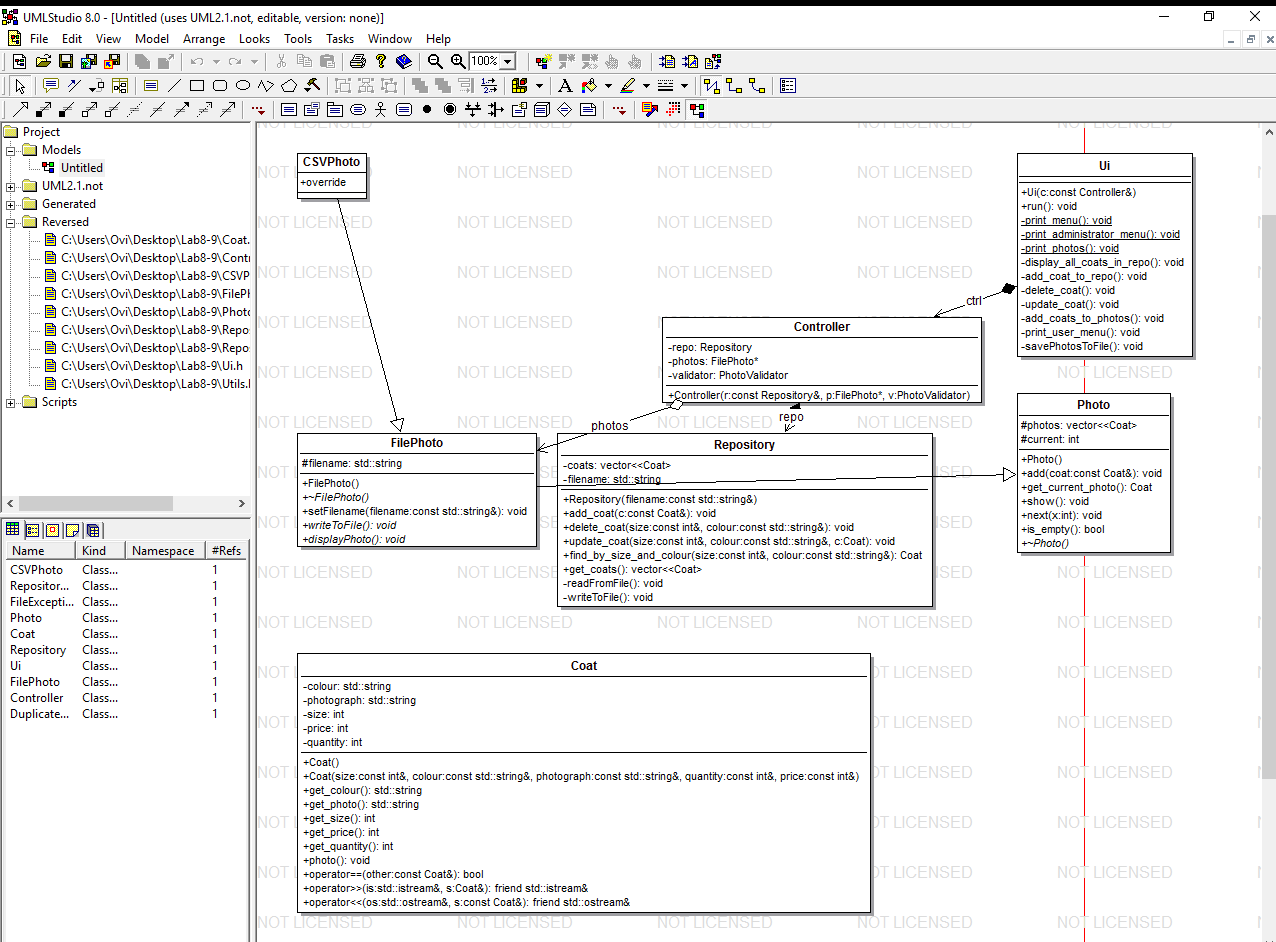 UMLStudio 8.0 - [Untitled (uses UML2.1.not, editable, version: none)]
File Edit View Model Arrange Looks Tools Tasks Window Help
100%
Project
Models
Untitled
UML2.1.not
Generated
Reversed
C:\Users\Ovi\Desktop\Lab8-9\Coat.
C:\Users\Ovi\Desktop\Lab8-9\Contr
C:\Users\Ovi\Desktop\Lab8-9\CSVP
C:\Users\Ovi\Desktop\Lab8-9\FilePh
C:\Users\Ovi\Desktop\Lab8-9\Photo
C:\Users\Ovi\Desktop\Lab8-9\Repo
C:\Users\Ovi\Desktop\Lab8-9\Repo
C:\Users\Ovi\Desktop\Lab8-9\Ui.h
C:\Users\Ovi\Desktop\Lab8-9\Utils.
Scripts
Name Kind Namespace #Refs
CSVPhoto Class... 1
Repositor... Class... 1
FileExcepti... Class... 1
Photo Class... 1
Coat Class... 1
Repository Class... 1
Ui Class... 1
FilePhoto Class... 1
Controller Class... 1
Duplicate... Class... 1
CSVPhoto
+override
Ui
+Ui(c:const Controller&)
+run(): void
-print_menu(): void
-print_administrator_menu(): void
-print_photos(): void
-display_all_coats_in_repo(): void
-add_coat_to_repo(): void
-delete_coat(): void
-update_coat(): void
-add_coats_to_photos(): void
-print_user_menu(): void
-savePhotosToFile(): void
ctrl
Controller
-repo: Repository
-photos: FilePhoto*
-validator: PhotoValidator
+Controller(r:const Repository&, p:FilePhoto*, v:PhotoValidator)
photos
repo
Photo
#photos: vector<<Coat>
#current: int
+Photo()
+add(coat:const Coat&): void
+get_current_photo(): Coat
+show(): void
+next(x:int): void
+is_empty(): bool
+~Photo()
FilePhoto
#filename: std::string
+FilePhoto()
+~FilePhoto()
+setFilename(filename:const std::string&): void
+writeToFile(): void
+displayPhoto(): void
Repository
-coats: vector<<Coat>
-filename: std::string
+Repository(filename:const std::string&)
+add_coat(c:const Coat&): void
+delete_coat(size:const int&, colour:const std::string&): void
+update_coat(size:const int&, colour:const std::string&, c:Coat): void
+find_by_size_and_colour(size:const int&, colour:const std::string&): Coat
+get_coats(): vector<<Coat>
-readFromFile(): void
-writeToFile(): void
Coat
-colour: std::string
-photograph: std::string
-size: int
-price: int
-quantity: int
+Coat()
+Coat(size:const int&, colour:const std::string&, photograph:const std::string&, quantity:const int&, price:const int&)
+get_colour(): std::string
+get_photo(): std::string
+get_size(): int
+get_price(): int
+get_quantity(): int
+photo(): void
+operator==(other:const Coat&): bool
+operator>>(is:std::istream&, s:Coat&): friend std::istream&
+operator<<(os:std::ostream&, s:const Coat&): friend std::ostream&
NOT LICENSED